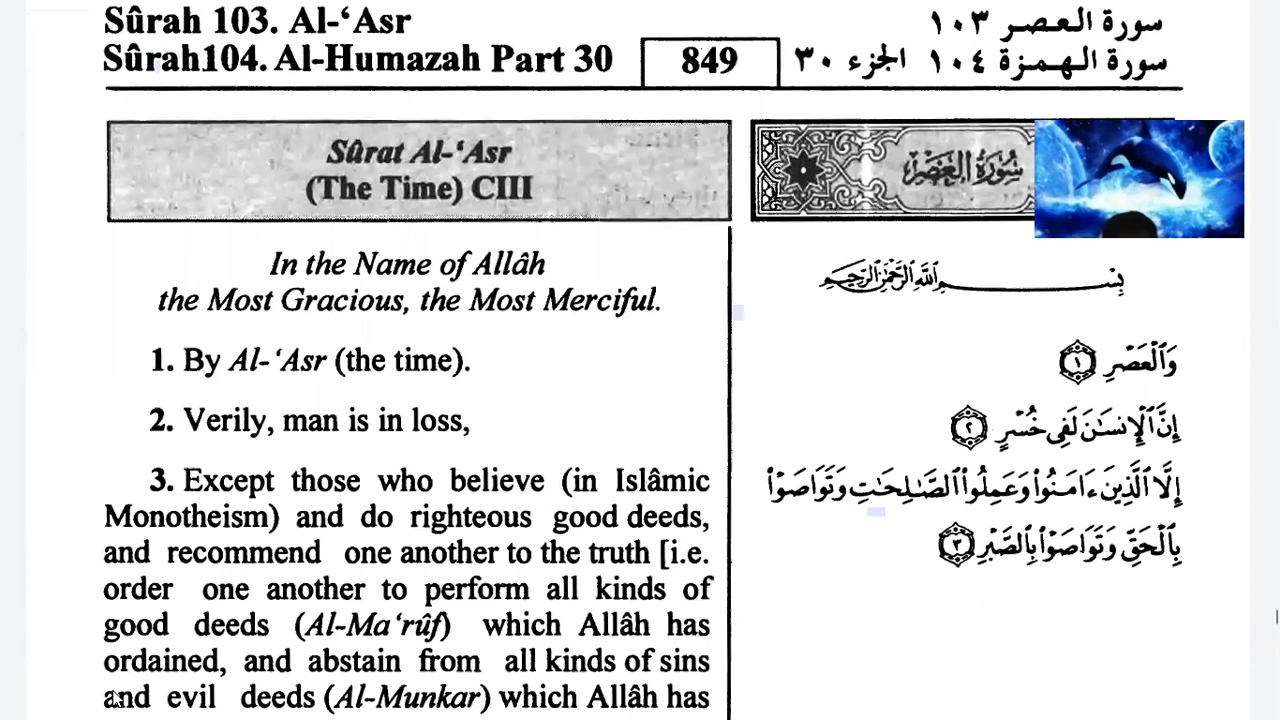 Sûrah 103. Al-‘Asr
سورة العصر ١٠٣
Sûrah104. Al-Humazah Part 30
849
سورة الهمزة ١٠٤ الجزء ٣٠
Sûrat Al-‘Asr
(The Time) CIII
In the Name of Allâh
the Most Gracious, the Most Merciful.
1. By Al-‘Asr (the time).
2. Verily, man is in loss,
3. Except those who believe (in Islâmic
Monotheism) and do righteous good deeds,
and recommend one another to the truth [i.e.
order one another to perform all kinds of
good deeds (Al-Ma‘rûf) which Allâh has
ordained, and abstain from all kinds of sins
and evil deeds (Al-Munkar) which Allâh has
سُورَةُ العَصْرِ
بِسْمِ ٱللَّهِ ٱلرَّحْمَٰنِ ٱلرَّحِيمِ
وَٱلْعَصْرِ ١
إِنَّ ٱلْإِنسَٰنَ لَفِى خُسْرٍ ٢
إِلَّا ٱلَّذِينَ ءَامَنُوا۟ وَعَمِلُوا۟ ٱلصَّٰلِحَٰتِ وَتَوَاصَوْا۟
بِٱلْحَقِّ وَتَوَاصَوْا۟ بِٱلصَّبْرِ ٣